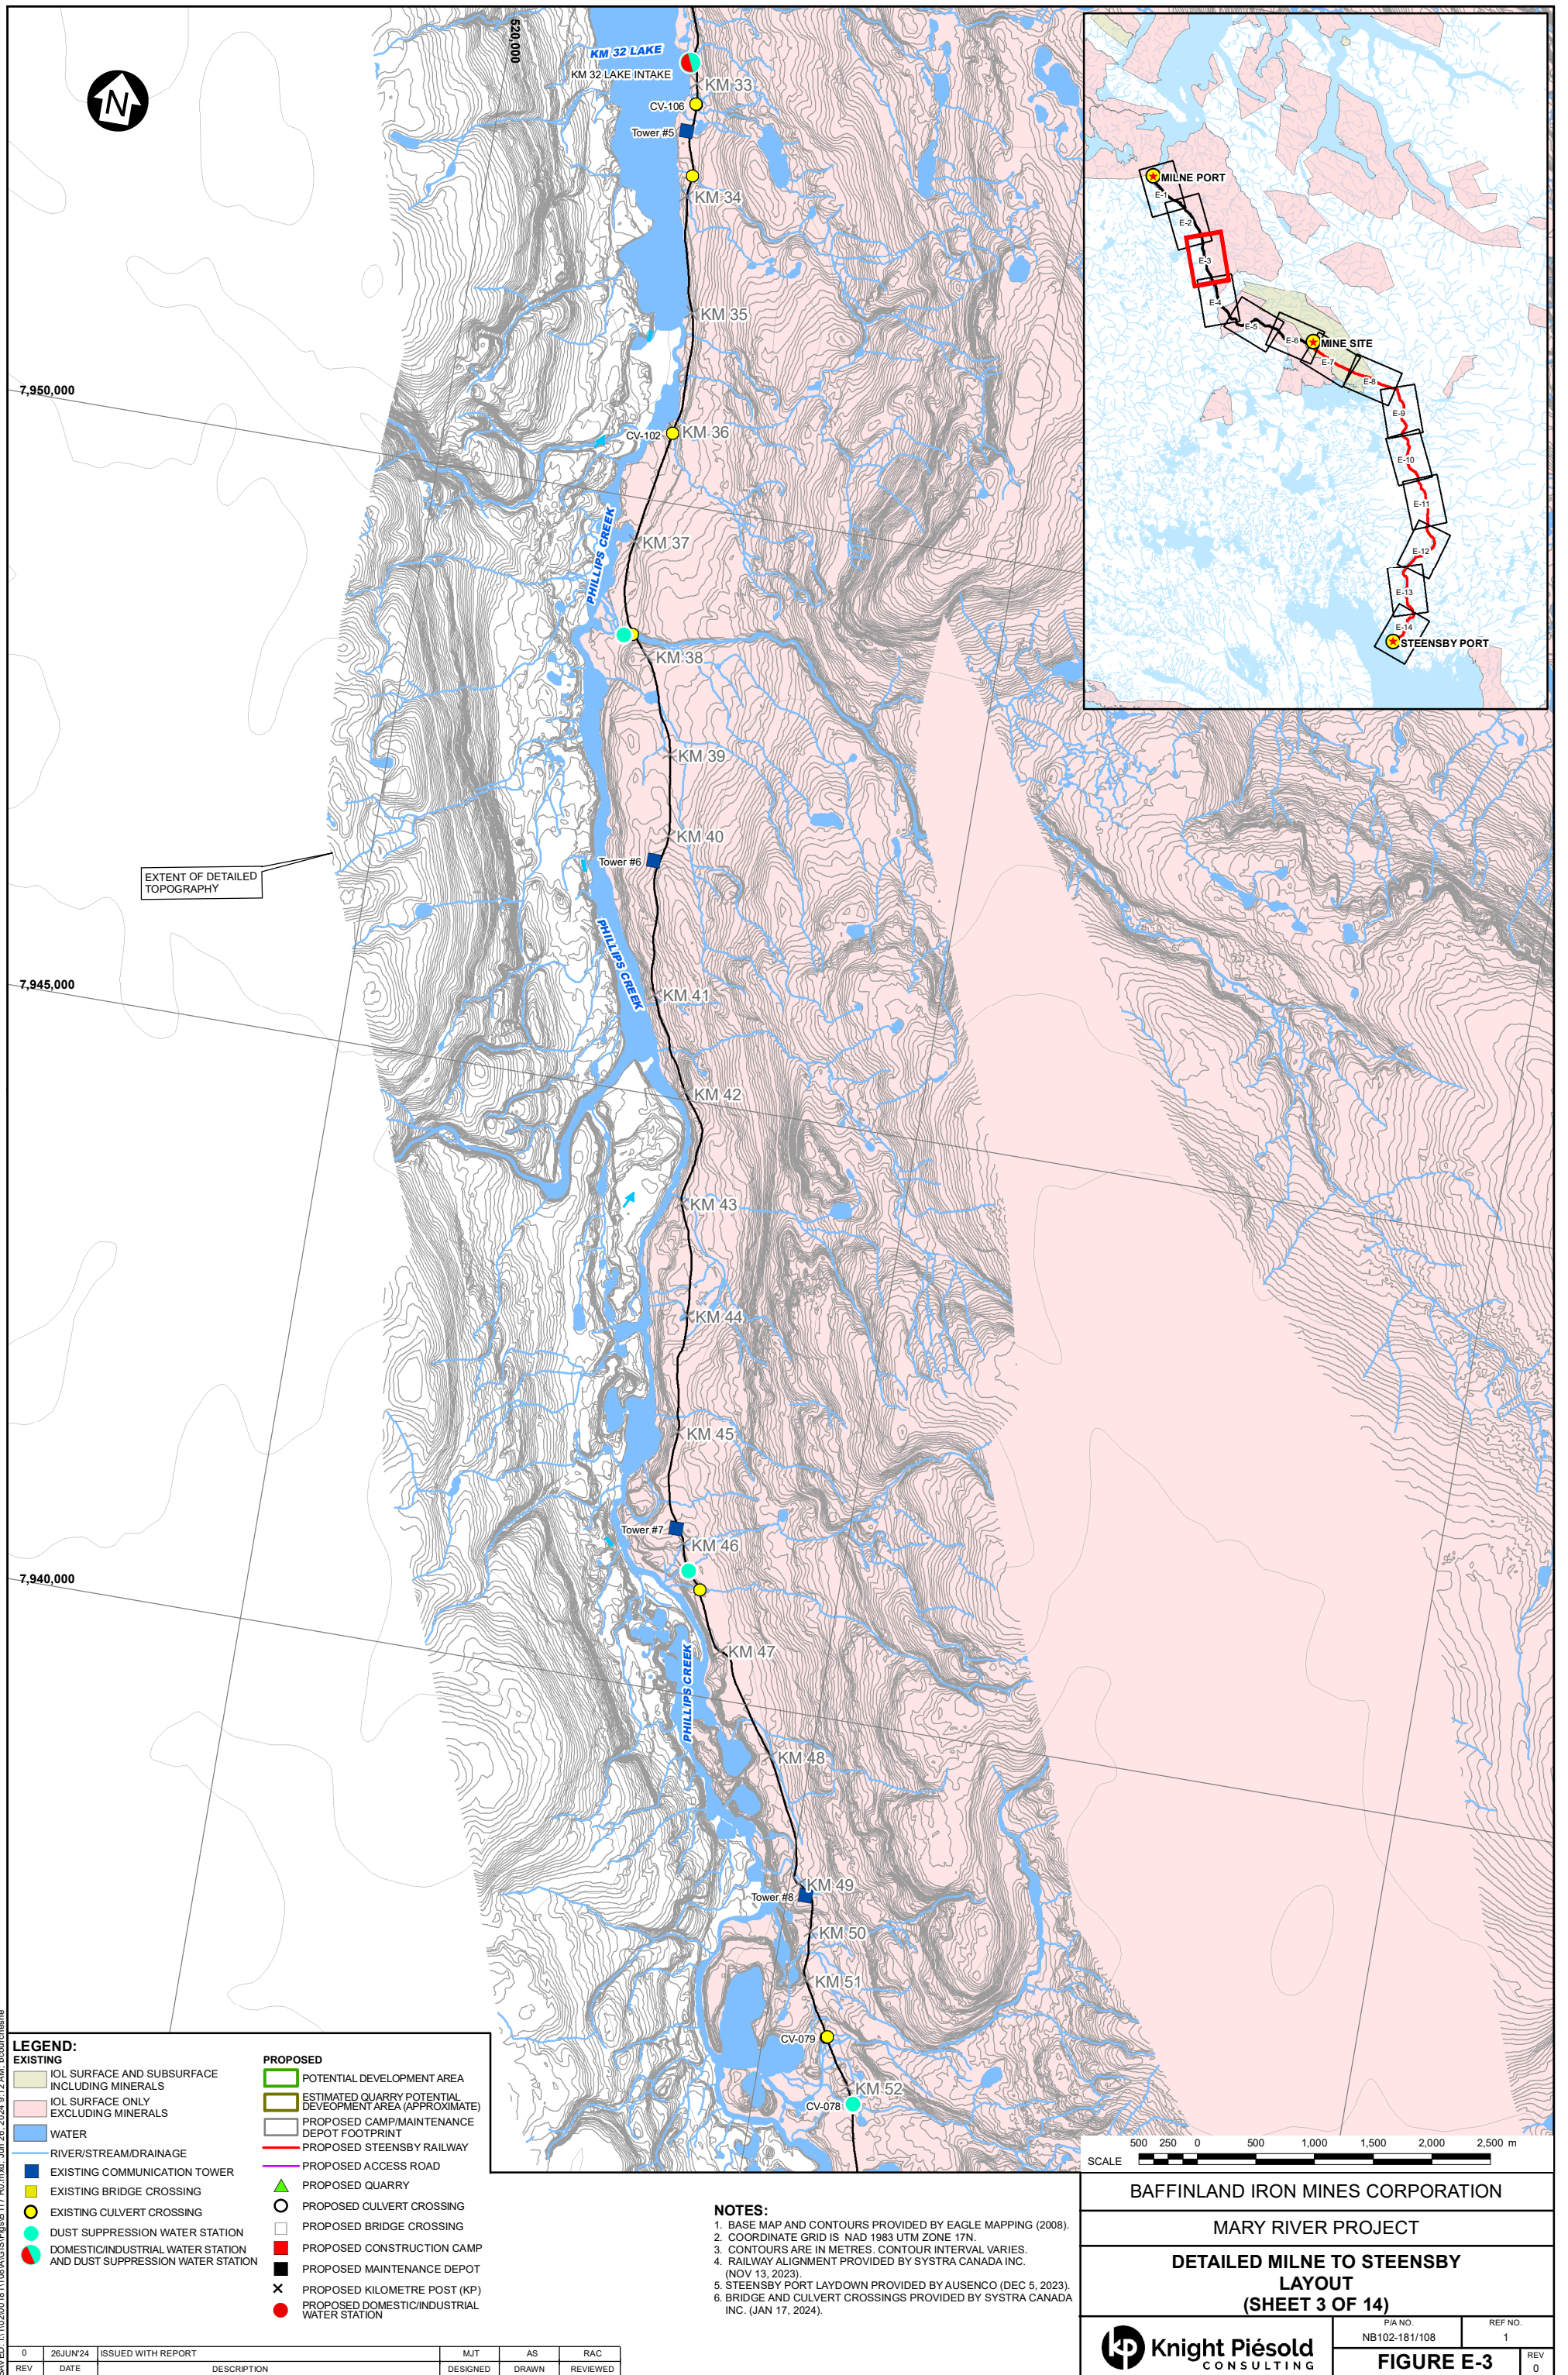 520,000
KM 32 LAKE
KM 32 LAKE INTAKE
KM 33
CV-106
Tower #5
KM 34
KM 35
7,950,000
CV-102
KM 36
PHILLIPS CREEK
KM 37
KM 38
KM 39
KM 40
Tower #6
EXTENT OF DETAILED
TOPOGRAPHY
PHILLIPS CREEK
7,945,000
KM 41
KM 42
KM 43
KM 44
KM 45
Tower #7
KM 46
7,940,000
KM 47
PHILLIPS CREEK
KM 48
KM 49
Tower #8
KM 50
KM 51
CV-079
KM 52
CV-078
N
MILNE PORT
E-1
E-2
E-3
E-4
E-5
E-6
MINE SITE
E-7
E-8
E-9
E-10
E-11
E-12
E-13
E-14
STEENSBY PORT
LEGEND:
EXISTING
IOL SURFACE AND SUBSURFACE
INCLUDING MINERALS
IOL SURFACE ONLY
EXCLUDING MINERALS
WATER
RIVER/STREAM/DRAINAGE
EXISTING COMMUNICATION TOWER
EXISTING BRIDGE CROSSING
EXISTING CULVERT CROSSING
DUST SUPPRESSION WATER STATION
DOMESTIC/INDUSTRIAL WATER STATION
AND DUST SUPPRESSION WATER STATION
PROPOSED
POTENTIAL DEVELOPMENT AREA
ESTIMATED QUARRY POTENTIAL
DEVEOPMENT AREA (APPROXIMATE)
PROPOSED CAMP/MAINTENANCE
DEPOT FOOTPRINT
PROPOSED STEENSBY RAILWAY
PROPOSED ACCESS ROAD
PROPOSED QUARRY
PROPOSED CULVERT CROSSING
PROPOSED BRIDGE CROSSING
PROPOSED CONSTRUCTION CAMP
PROPOSED MAINTENANCE DEPOT
PROPOSED KILOMETRE POST (KP)
PROPOSED DOMESTIC/INDUSTRIAL
WATER STATION
NOTES:
1. BASE MAP AND CONTOURS PROVIDED BY EAGLE MAPPING (2008).
2. COORDINATE GRID IS NAD 1983 UTM ZONE 17N.
3. CONTOURS ARE IN METRES. CONTOUR INTERVAL VARIES.
4. RAILWAY ALIGNMENT PROVIDED BY SYSTRA CANADA INC.
(NOV 13, 2023).
5. STEENSBY PORT LAYDOWN PROVIDED BY AUSENCO (DEC 5, 2023).
6. BRIDGE AND CULVERT CROSSINGS PROVIDED BY SYSTRA CANADA
INC. (JAN 17, 2024).
500 250 0 500 1,000 1,500 2,000 2,500 m
SCALE
BAFFINLAND IRON MINES CORPORATION
MARY RIVER PROJECT
DETAILED MILNE TO STEENSBY
LAYOUT
(SHEET 3 OF 14)
kp Knight Piésold
CONSULTING
P/A NO.
NB102-181/108
REF NO.
1
FIGURE E-3
REV
0
0 26JUN'24 ISSUED WITH REPORT MJT AS RAC
REV DATE DESCRIPTION DESIGNED DRAWN REVIEWED